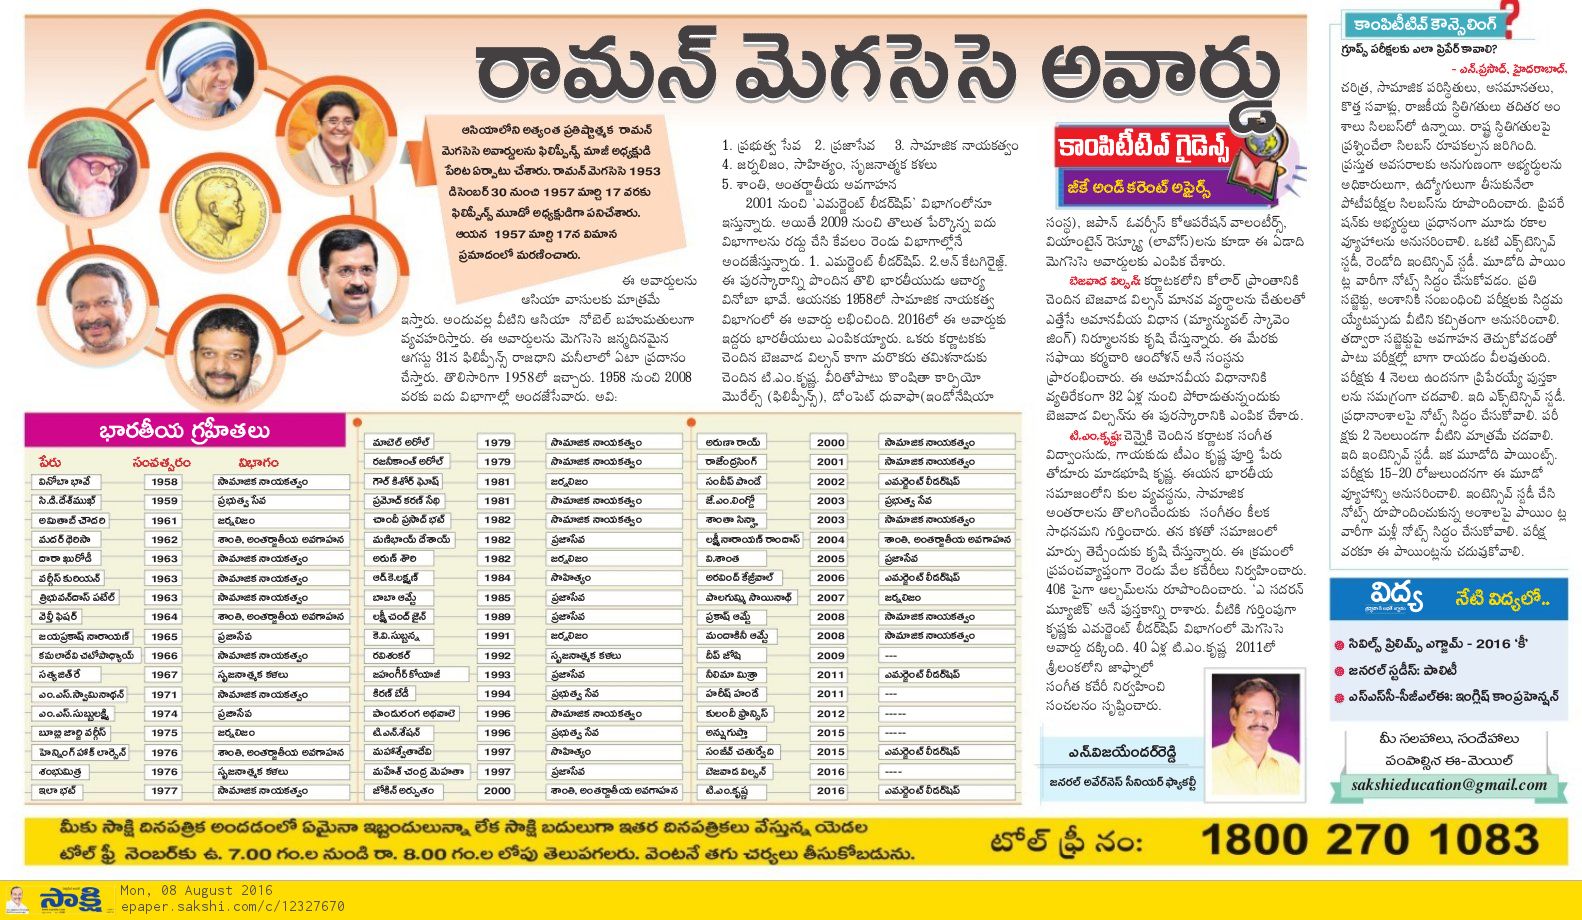 రామన్ మెగసెసె అవార్డు
ఆసియాలోని అత్యంత ప్రతిష్టాత్మక రామన్
మెగసెసె అవార్డులను ఫిలిప్పీన్స్ మాజీ అధ్యక్షుడి
పేరిట ఏర్పాటు చేశారు. రామన్ మెగసెసె 1953
డిసెంబర్ 30 నుంచి 1957 మార్చి 17 వరకు
ఫిలిప్పీన్స్ మూడో అధ్యక్షుడిగా పనిచేశారు.
ఆయన 1957 మార్చి 17న విమాన
ప్రమాదంలో మరణించారు.
ఈ అవార్డులను
ఆసియా వాసులకు మాత్రమే
ఇస్తారు. అందువల్ల వీటిని ఆసియా నోబెల్ బహుమతులుగా
వ్యవహరిస్తారు. ఈ అవార్డులను మెగసెసె జన్మదినమైన
ఆగస్టు 31న ఫిలిప్పీన్స్ రాజధాని మనీలాలో ఏటా ప్రదానం
చేస్తారు. తొలిసారిగా 1958లో ఇచ్చారు. 1958 నుంచి 2008
వరకు ఐదు విభాగాల్లో అందజేసేవారు. అవి:
1. ప్రభుత్వ సేవ 2. ప్రజాసేవ 3. సామాజిక నాయకత్వం
4. జర్నలిజం, సాహిత్యం, సృజనాత్మక కళలు
5. శాంతి, అంతర్జాతీయ అవగాహన
2001 నుంచి ‘ఎమర్జెంట్ లీడర్‌షిప్’ విభాగంలోనూ
ఇస్తున్నారు. అయితే 2009 నుంచి తొలుత పేర్కొన్న ఐదు
విభాగాలను రద్దు చేసి కేవలం రెండు విభాగాల్లోనే
అందజేస్తున్నారు. 1. ఎమర్జెంట్ లీడర్‌షిప్. 2.అన్ కేటగిరైజ్డ్.
ఈ పురస్కారాన్ని పొందిన తొలి భారతీయుడు ఆచార్య
వినోబా భావే. ఆయనకు 1958లో సామాజిక నాయకత్వ
విభాగంలో ఈ అవార్డు లభించింది. 2016లో ఈ అవార్డుకు
ఇద్దరు భారతీయులు ఎంపికయ్యారు. ఒకరు కర్ణాటకకు
చెందిన బెజవాడ విల్సన్ కాగా మరొకరు తమిళనాడుకు
చెందిన టి.ఎం.కృష్ణ. వీరితోపాటు కొంషితా కార్పియో
మొరేల్స్ (ఫిలిప్పీన్స్), డోంపెట్ ధువాఫా(ఇండోనేషియా
కాంపిటీటివ్ గైడెన్స్
జీకే అండ్ కరెంట్ అఫైర్స్
సంస్థ), జపాన్ ఓవర్సీస్ కోఆపరేషన్ వాలంటీర్స్,
వియాంటైన్ రెస్క్యూ (లావోస్)లను కూడా ఈ ఏడాది
మెగసెసె అవార్డులకు ఎంపిక చేశారు.
బెజవాడ విల్సన్: కర్ణాటకలోని కోలార్ ప్రాంతానికి
చెందిన బెజవాడ విల్సన్ మానవ వ్యర్థాలను చేతులతో
ఎత్తేసే అమానవీయ విధాన (మ్యాన్యువల్ స్కావెం
జింగ్) నిర్మూలనకు కృషి చేస్తున్నారు. ఈ మేరకు
సఫాయి కర్మచారి ఆందోళన్ అనే సంస్థను
ప్రారంభించారు. ఈ అమానవీయ విధానానికి
వ్యతిరేకంగా 32 ఏళ్ల నుంచి పోరాడుతున్నందుకు
బెజవాడ విల్సన్‌ను ఈ పురస్కారానికి ఎంపిక చేశారు.
టి.ఎం.కృష్ణ: చెన్నైకి చెందిన కర్ణాటక సంగీత
విద్వాంసుడు, గాయకుడు టీఎం కృష్ణ పూర్తి పేరు
తోడూరు మాడభూషి కృష్ణ. ఈయన భారతీయ
సమాజంలోని కుల వ్యవస్థను, సామాజిక
అంతరాలను తొలగించేందుకు సంగీతం కీలక
సాధనమని గుర్తించారు. తన కళతో సమాజంలో
మార్పు తెచ్చేందుకు కృషి చేస్తున్నారు. ఈ క్రమంలో
ప్రపంచవ్యాప్తంగా రెండు వేల కచేరీలు నిర్వహించారు.
40కి పైగా ఆల్బమ్‌లను రూపొందించారు. ‘ఎ సదరన్
మ్యూజిక్’ అనే పుస్తకాన్ని రాశారు. వీటికి గుర్తింపుగా
కృష్ణకు ఎమర్జెంట్ లీడర్‌షిప్ విభాగంలో మెగసెసె
అవార్డు దక్కింది. 40 ఏళ్ల టి.ఎం.కృష్ణ 2011లో
శ్రీలంకలోని జాఫ్నాలో
సంగీత కచేరీ నిర్వహించి
సంచలనం సృష్టించారు.
ఎన్.విజయేందర్‌రెడ్డి
జనరల్ అవేర్‌నెస్ సీనియర్ ఫ్యాకల్టీ
భారతీయ గ్రహీతలు
పేరు సంవత్సరం విభాగం
వినోబా భావే 1958 సామాజిక నాయకత్వం
సి.డి.దేశ్‌ముఖ్ 1959 ప్రభుత్వ సేవ
అమితాబ్ చౌదరి 1961 జర్నలిజం
మదర్ థెరిసా 1962 శాంతి, అంతర్జాతీయ అవగాహన
దారా ఖురోడీ 1963 సామాజిక నాయకత్వం
వర్గీస్ కురియన్ 1963 సామాజిక నాయకత్వం
త్రిభువన్‌దాస్ పటేల్ 1963 సామాజిక నాయకత్వం
వెల్తీ ఫిషర్ 1964 శాంతి, అంతర్జాతీయ అవగాహన
జయప్రకాష్ నారాయణ్ 1965 ప్రజాసేవ
కమలాదేవి చటోపాధ్యాయ్ 1966 సామాజిక నాయకత్వం
సత్యజిత్‌రే 1967 సృజనాత్మక కళలు
ఎం.ఎస్.స్వామినాథన్ 1971 సామాజిక నాయకత్వం
ఎం.ఎస్.సుబ్బులక్ష్మి 1974 ప్రజాసేవ
బూబ్లి జార్జి వర్గీస్ 1975 జర్నలిజం
హెన్నింగ్ హాక్ లార్సెన్ 1976 శాంతి, అంతర్జాతీయ అవగాహన
శంభుమిత్ర 1976 సృజనాత్మక కళలు
ఇలా భట్ 1977 సామాజిక నాయకత్వం
మాబెల్ అరోల్ 1979 సామాజిక నాయకత్వం
రజనీకాంత్ అరోల్ 1979 సామాజిక నాయకత్వం
గౌర్ కిశోర్ ఘోష్ 1981 జర్నలిజం
ప్రమోద్ కరణ్ సేథి 1981 సామాజిక నాయకత్వం
చాందీ ప్రసాద్ భట్ 1982 సామాజిక నాయకత్వం
మణిభాయ్ దేశాయ్ 1982 ప్రజాసేవ
అరుణ్ శౌరి 1982 జర్నలిజం
ఆర్.కె.లక్ష్మణ్ 1984 సాహిత్యం
బాబా ఆమ్టే 1985 ప్రజాసేవ
లక్ష్మీ చంద్ జైన్ 1989 ప్రజాసేవ
కె.వి.సుబ్బన్న 1991 జర్నలిజం
రవిశంకర్ 1992 సృజనాత్మక కళలు
జహంగీర్ కోయాజీ 1993 ప్రజాసేవ
కిరణ్ బేడీ 1994 ప్రభుత్వ సేవ
పాండురంగ అథవాలె 1996 సామాజిక నాయకత్వం
టి.ఎన్.శేషన్ 1996 ప్రభుత్వ సేవ
మహాశ్వేతాదేవి 1997 సాహిత్యం
మహేశ్ చంద్ర మెహతా 1997 ప్రజాసేవ
జోకిన్ అర్పుతం 2000 శాంతి, అంతర్జాతీయ అవగాహన
అరుణా రాయ్ 2000 సామాజిక నాయకత్వం
రాజేంద్రసింగ్ 2001 సామాజిక నాయకత్వం
సందీప్ పాండే 2002 ఎమర్జెంట్ లీడర్‌షిప్
జే.ఎం.లింగ్డో 2003 ప్రభుత్వ సేవ
శాంతా సిన్హా 2003 సామాజిక నాయకత్వం
లక్ష్మీనారాయణ్ రాందాస్ 2004 శాంతి, అంతర్జాతీయ అవగాహన
వి.శాంత 2005 ప్రజాసేవ
అరవింద్ కేజ్రీవాల్ 2006 ఎమర్జెంట్ లీడర్‌షిప్
పాలగుమ్మి సాయినాథ్ 2007 జర్నలిజం
ప్రకాష్ ఆమ్టే 2008 సామాజిక నాయకత్వం
మందాకినీ ఆమ్టే 2008 సామాజిక నాయకత్వం
దీప్ జోషి 2009 ---
నీలిమా మిశ్రా 2011 ఎమర్జెంట్ లీడర్‌షిప్
హరీష్ హందే 2011 ---
కులంది ఫ్రాన్సిస్ 2012 -----
అన్షుగుప్తా 2015 -----
సంజీవ్ చతుర్వేది 2015 ఎమర్జెంట్ లీడర్‌షిప్
బెజవాడ విల్సన్ 2016 ----
టి.ఎం.కృష్ణ 2016 ఎమర్జెంట్ లీడర్‌షిప్
కాంపిటీటివ్ కౌన్సెలింగ్?
గ్రూప్స్ పరీక్షలకు ఎలా ప్రిపేర్ కావాలి?
- ఎన్.ప్రసాద్, హైదరాబాద్.
చరిత్ర, సామాజిక పరిస్థితులు, అసమానతలు,
కొత్త సవాళ్లు, రాజకీయ స్థితిగతులు తదితర అం
శాలు సిలబస్‌లో ఉన్నాయి. రాష్ట్ర స్థితిగతులపై
ప్రశ్నించేలా సిలబస్ రూపకల్పన జరిగింది.
ప్రస్తుత అవసరాలకు అనుగుణంగా అభ్యర్థులను
అధికారులుగా, ఉద్యోగులుగా తీసుకునేలా
పోటీపరీక్షల సిలబస్‌ను రూపొందించారు. ప్రిపరే
షన్‌కు అభ్యర్థులు ప్రధానంగా మూడు రకాల
వ్యూహాలను అనుసరించాలి. ఒకటి ఎక్స్‌టెన్సివ్
స్టడీ, రెండోది ఇంటెన్సివ్ స్టడీ. మూడోది పాయిం
ట్ల వారీగా నోట్స్ సిద్ధం చేసుకోవడం. ప్రతి
సబ్జెక్టు, అంశానికి సంబంధించి పరీక్షలకు సిద్ధమ
య్యేటప్పుడు వీటిని కచ్చితంగా అనుసరించాలి.
తద్వారా సబ్జెక్టుపై అవగాహన తెచ్చుకోవడంతో
పాటు పరీక్షల్లో బాగా రాయడం వీలవుతుంది.
పరీక్షకు 4 నెలలు ఉందనగా ప్రిపేరయ్యే పుస్తకా
లను సమగ్రంగా చదవాలి. ఇది ఎక్స్‌టెన్సివ్ స్టడీ.
ప్రధానాంశాలపై నోట్స్ సిద్ధం చేసుకోవాలి. పరీ
క్షకు 2 నెలలుండగా వీటిని మాత్రమే చదవాలి.
ఇది ఇంటెన్సివ్ స్టడీ. ఇక మూడోది పాయింట్స్.
పరీక్షకు 15-20 రోజులుందనగా ఈ మూడో
వ్యూహాన్ని అనుసరించాలి. ఇంటెన్సివ్ స్టడీ చేసి
నోట్స్ రూపొందించుకున్న అంశాలపై పాయిం ట్ల
వారీగా మళ్లీ నోట్స్ సిద్ధం చేసుకోవాలి. పరీక్ష
వరకూ ఈ పాయింట్లను చదువుకోవాలి.
విద్య
నేటి విద్యలో..
సివిల్స్ ప్రిలిమ్స్ ఎగ్జామ్ - 2016 ‘కీ’
జనరల్ స్టడీస్: పాలిటీ
ఎస్ఎస్‌సీ-సీజీఎల్ఈ: ఇంగ్లిష్ కాంప్రహెన్షన్
మీ సలహాలు, సందేహాలు
పంపాల్సిన ఈ-మెయిల్
sakshieducation@gmail.com
మీకు సాక్షి దినపత్రిక అందడంలో ఏమైనా ఇబ్బందులున్నా లేక సాక్షి బదులుగా ఇతర దినపత్రికలు వేస్తున్న యెడల
టోల్ ఫ్రీ నెంబర్‌కు ఉ. 7.00 గం.ల నుండి రా. 8.00 గం.ల లోపు తెలుపగలరు. వెంటనే తగు చర్యలు తీసుకోబడును.
టోల్ ఫ్రీ నం: 1800 270 1083
సాక్షి
Mon, 08 August 2016
epaper.sakshi.com/c/12327670